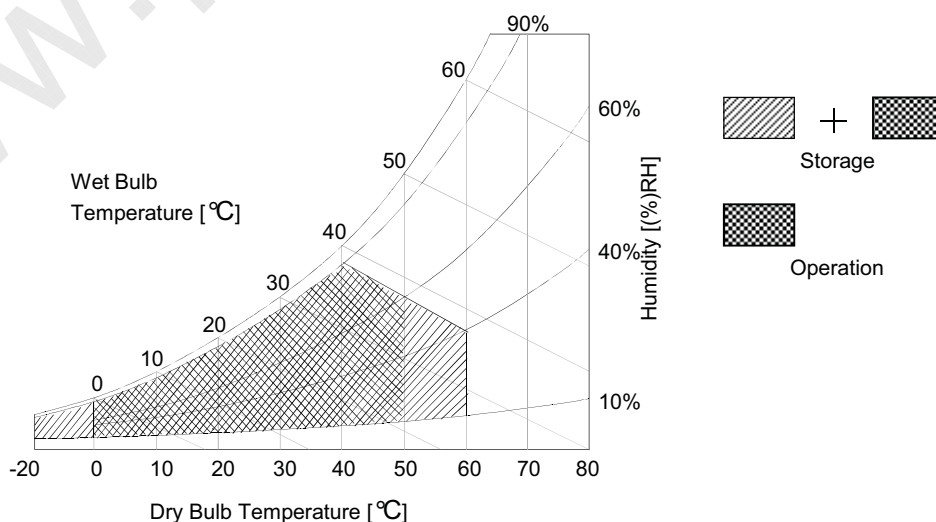 90%
60
60%
50
Storage
Wet Bulb
Temperature [℃]
40
40%
Humidity [(%)RH]
30
Operation
20
10
0
10%
-20 0 10 20 30 40 50 60 70 80
Dry Bulb Temperature [℃]